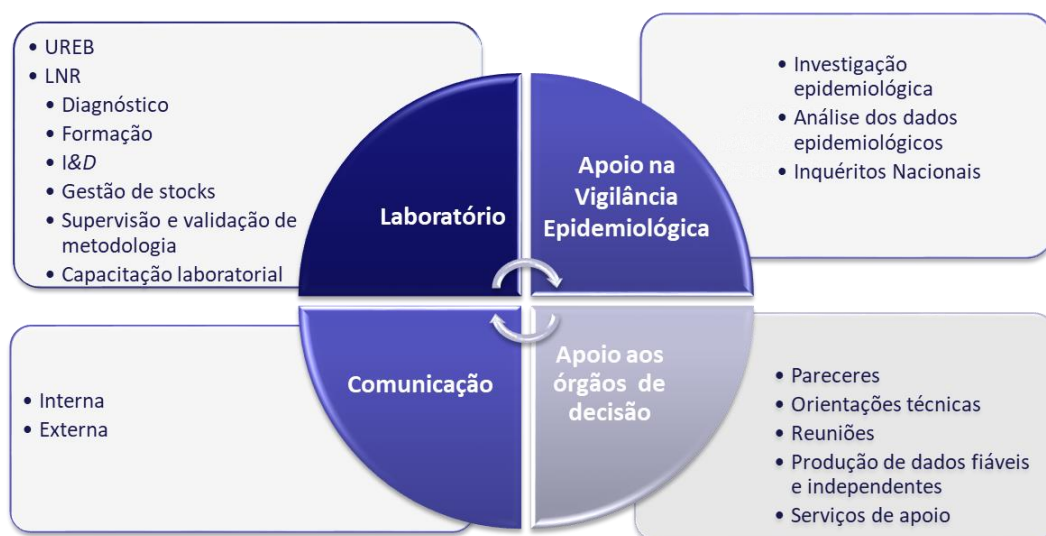 • UREB
• LNR
• Diagnóstico
• Formação
• I&D
• Gestão de stocks
• Supervisão e validação de
metodologia
• Capacitação laboratorial
Laboratório
Apoio na
Vigilância
Epidemiológica
• Investigação
epidemiológica
• Análise dos dados
epidemiológicos
• Inquéritos Nacionais
• Interna
• Externa
Comunicação
Apoio aos
órgãos de
decisão
• Pareceres
• Orientações técnicas
• Reuniões
• Produção de dados fiáveis
e independentes
• Serviços de apoio